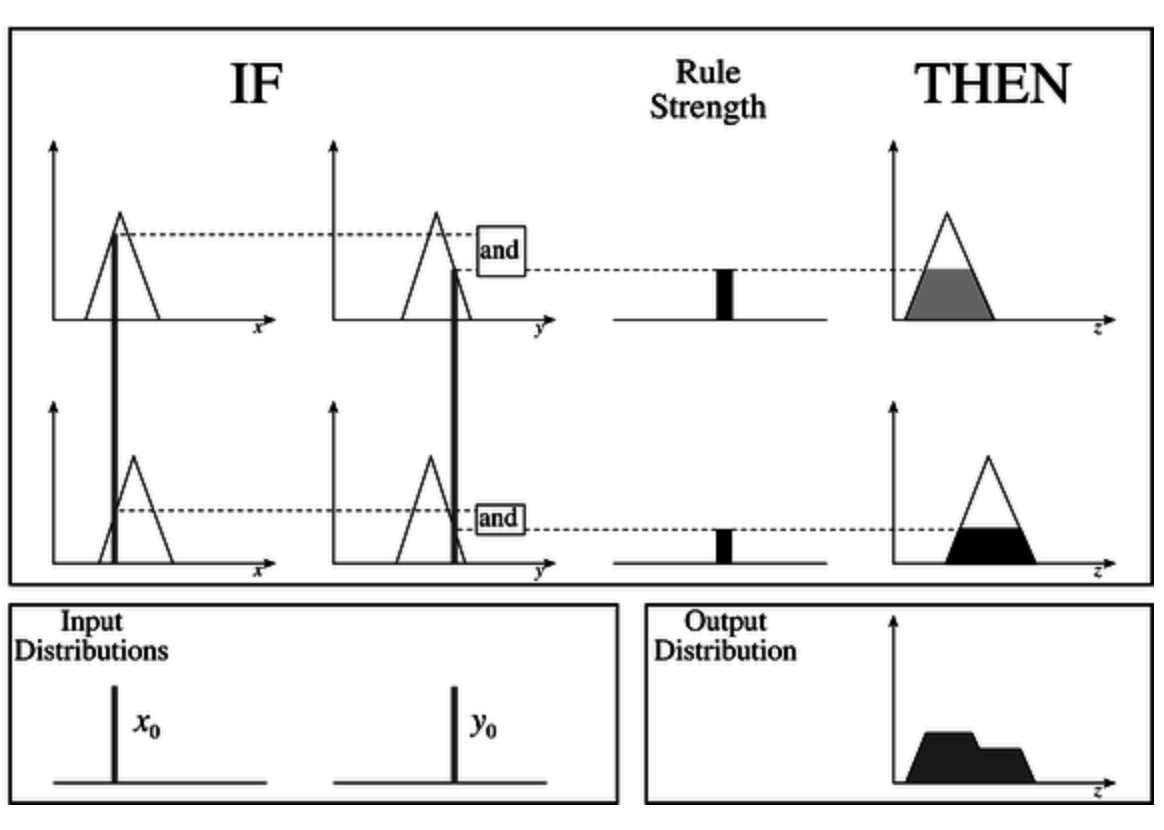 IF
Rule
Strength
THEN
and
x
y
z
and
x
y
z
Input
Distributions
x₀
y₀
Output
Distribution
z